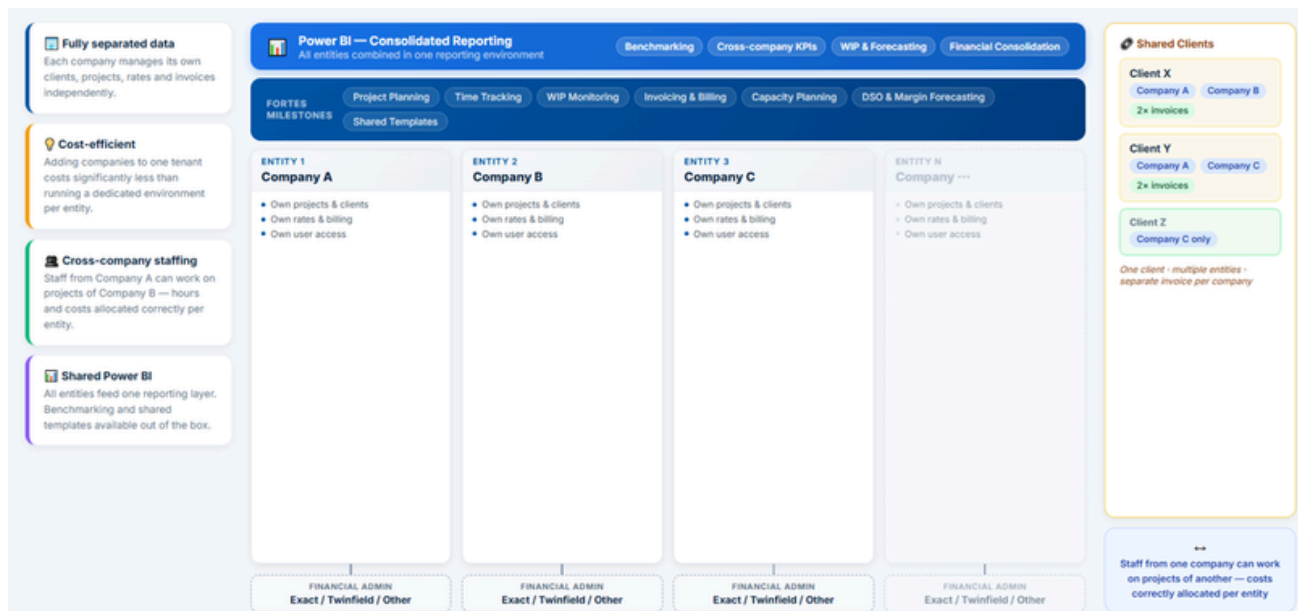 Fully separated data
Each company manages its own
clients, projects, rates and invoices
independently.
Cost-efficient
Adding companies to one tenant
costs significantly less than
running a dedicated environment
per entity.
Cross-company staffing
Staff from Company A can work on
projects of Company B — hours
and costs allocated correctly per
entity.
Shared Power BI
All entities feed one reporting layer.
Benchmarking and shared
templates available out of the box.
Power BI — Consolidated Reporting
All entities combined in one reporting environment
Benchmarking
Cross-company KPIs
WIP & Forecasting
Financial Consolidation
FORTES
MILESTONES
Project Planning
Time Tracking
WIP Monitoring
Invoicing & Billing
Capacity Planning
DSO & Margin Forecasting
Shared Templates
ENTITY 1
Company A
• Own projects & clients
• Own rates & billing
• Own user access
FINANCIAL ADMIN
Exact / Twinfield / Other
ENTITY 2
Company B
• Own projects & clients
• Own rates & billing
• Own user access
FINANCIAL ADMIN
Exact / Twinfield / Other
ENTITY 3
Company C
• Own projects & clients
• Own rates & billing
• Own user access
FINANCIAL ADMIN
Exact / Twinfield / Other
ENTITY N
Company ···
• Own projects & clients
• Own rates & billing
• Own user access
FINANCIAL ADMIN
Exact / Twinfield / Other
Shared Clients
Client X
Company A
Company B
2× invoices
Client Y
Company A
Company C
2× invoices
Client Z
Company C only
One client · multiple entities ·
separate invoice per company
↔
Staff from one company can work
on projects of another — costs
correctly allocated per entity